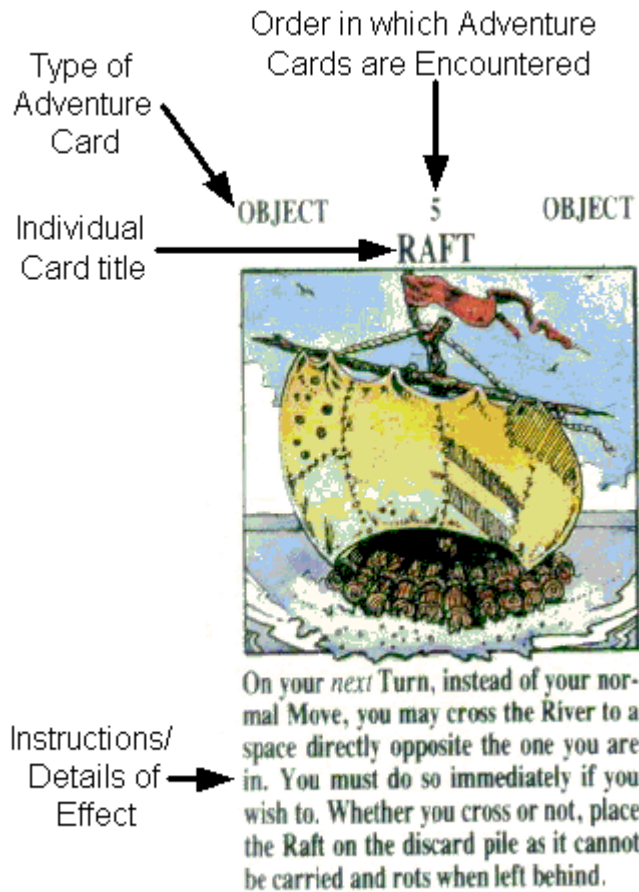 Order in which Adventure
Cards are Encountered
Type of
Adventure
Card
OBJECT 5 OBJECT
Individual
Card title
RAFT
On your next Turn, instead of your nor-
mal Move, you may cross the River to a
space directly opposite the one you are
in. You must do so immediately if you
wish to. Whether you cross or not, place
the Raft on the discard pile as it cannot
be carried and rots when left behind.
Instructions/
Details of
Effect